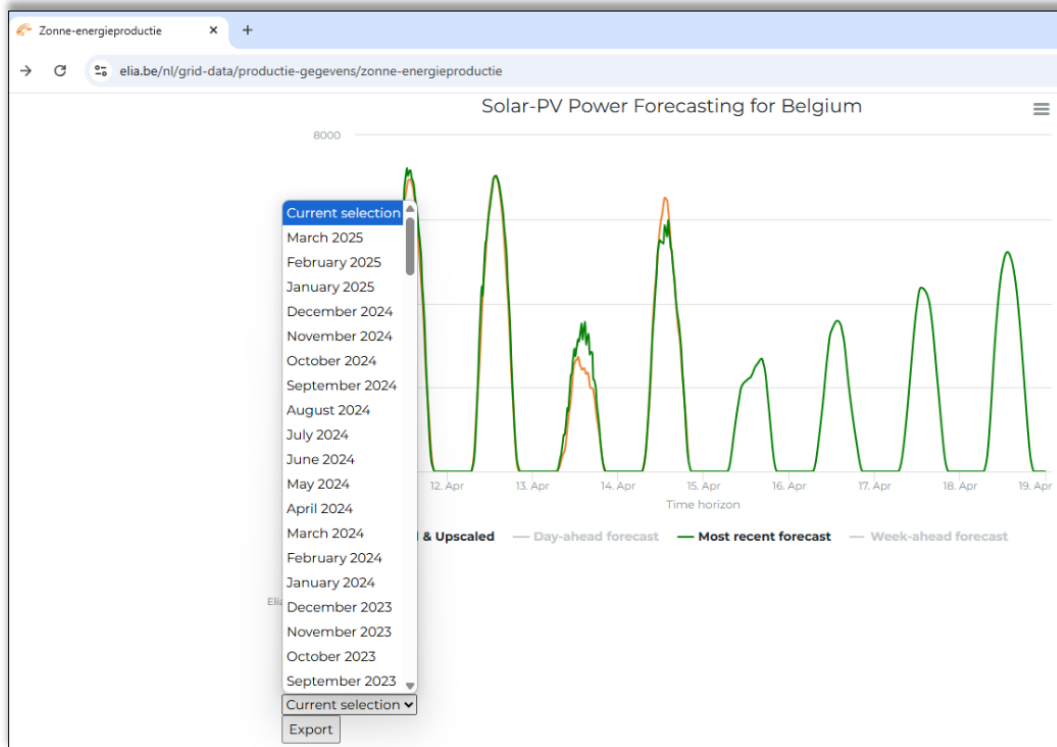 Zonne-energieproductie
elia.be/nl/grid-data/productie-gegevens/zonne-energieproductie
Solar-PV Power Forecasting for Belgium
8000
Current selection
March 2025
February 2025
January 2025
December 2024
November 2024
October 2024
September 2024
August 2024
July 2024
June 2024
May 2024
April 2024
March 2024
February 2024
January 2024
December 2023
November 2023
October 2023
September 2023
12. Apr 13. Apr 14. Apr 15. Apr 16. Apr 17. Apr 18. Apr 19. Apr
Time horizon
& Upscaled Day-ahead forecast Most recent forecast Week-ahead forecast
Current selection
Export